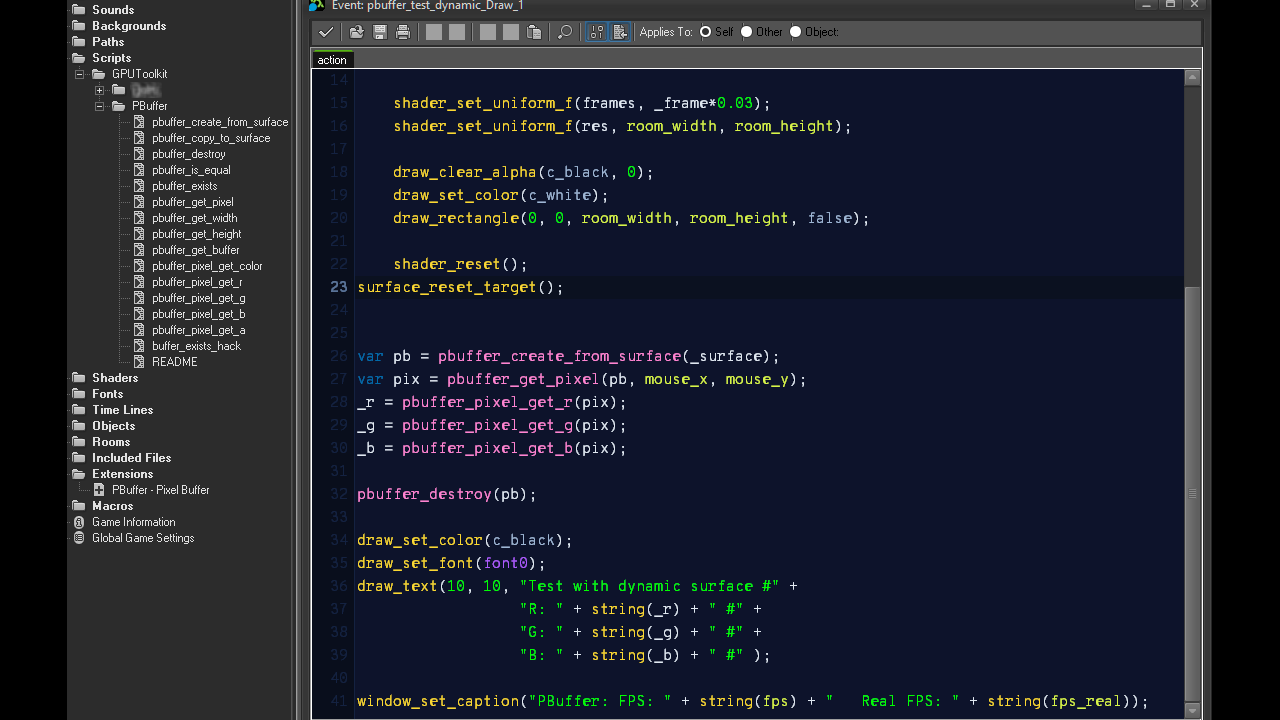 Sounds
Backgrounds
Paths
Scripts
GPUToolkit
PBuffer
pbuffer_create_from_surface
pbuffer_copy_to_surface
pbuffer_destroy
pbuffer_is_equal
pbuffer_exists
pbuffer_get_pixel
pbuffer_get_width
pbuffer_get_height
pbuffer_get_buffer
pbuffer_pixel_get_color
pbuffer_pixel_get_r
pbuffer_pixel_get_g
pbuffer_pixel_get_b
pbuffer_pixel_get_a
buffer_exists_hack
README
Shaders
Fonts
Time Lines
Objects
Rooms
Included Files
Extensions
PBuffer - Pixel Buffer
Macros
Game Information
Global Game Settings
Event: pbuffer_test_dynamic_Draw_1
Applies To: Self Other Object:
action
14
15 shader_set_uniform_f(frames, _frame*0.03);
16 shader_set_uniform_f(res, room_width, room_height);
17
18 draw_clear_alpha(c_black, 0);
19 draw_set_color(c_white);
20 draw_rectangle(0, 0, room_width, room_height, false);
21
22 shader_reset();
23 surface_reset_target();
24
25
26 var pb = pbuffer_create_from_surface(_surface);
27 var pix = pbuffer_get_pixel(pb, mouse_x, mouse_y);
28 _r = pbuffer_pixel_get_r(pix);
29 _g = pbuffer_pixel_get_g(pix);
30 _b = pbuffer_pixel_get_b(pix);
31
32 pbuffer_destroy(pb);
33
34 draw_set_color(c_black);
35 draw_set_font(font0);
36 draw_text(10, 10, "Test with dynamic surface #" +
37 "R: " + string(_r) + " #" +
38 "G: " + string(_g) + " #" +
39 "B: " + string(_b) + " #" );
40
41 window_set_caption("PBuffer: FPS: " + string(fps) + "   Real FPS: " + string(fps_real));